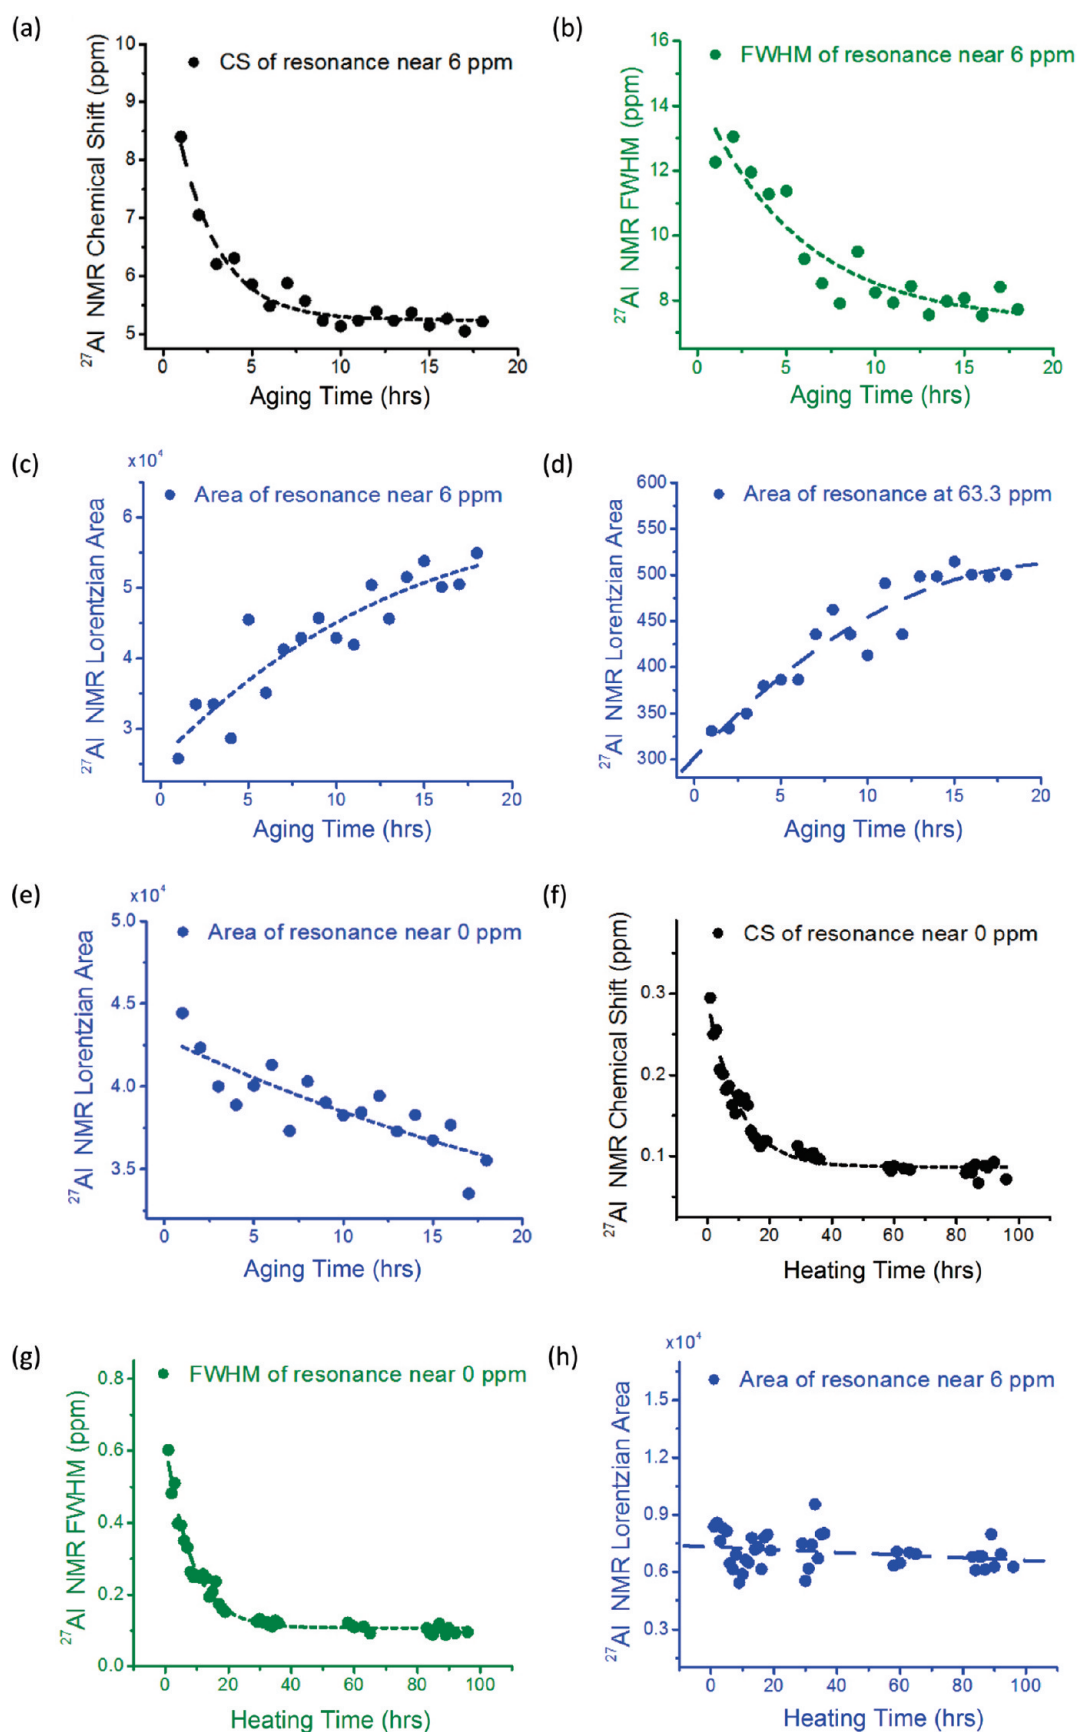 (a)
10
9
8
7
6
5
0
5
10
15
20
CS of resonance near 6 ppm
²⁷Al NMR Chemical Shift (ppm)
Aging Time (hrs)
(b)
16
14
12
10
8
0
5
10
15
20
FWHM of resonance near 6 ppm
²⁷Al NMR FWHM (ppm)
Aging Time (hrs)
(c)
x10⁴
6k
5k
4k
3k
0
5
10
15
20
Area of resonance near 6 ppm
²⁷Al NMR Lorentzian Area
Aging Time (hrs)
(d)
600
550
500
450
400
350
300
0
5
10
15
20
Area of resonance at 63.3 ppm
²⁷Al NMR Lorentzian Area
Aging Time (hrs)
(e)
x10⁴
5.0
4.5
4.0
3.5
0
5
10
15
20
Area of resonance near 0 ppm
²⁷Al NMR Lorentzian Area
Aging Time (hrs)
(f)
0.3
0.2
0.1
0
20
40
60
80
100
CS of resonance near 0 ppm
²⁷Al NMR Chemical Shift (ppm)
Heating Time (hrs)
(g)
0.8
0.6
0.4
0.2
0.0
0
20
40
60
80
100
FWHM of resonance near 0 ppm
²⁷Al NMR FWHM (ppm)
Heating Time (hrs)
(h)
x10⁴
1.5
1.2
0.9
0.6
0.3
0
20
40
60
80
100
Area of resonance near 6 ppm
²⁷Al NMR Lorentzian Area
Heating Time (hrs)